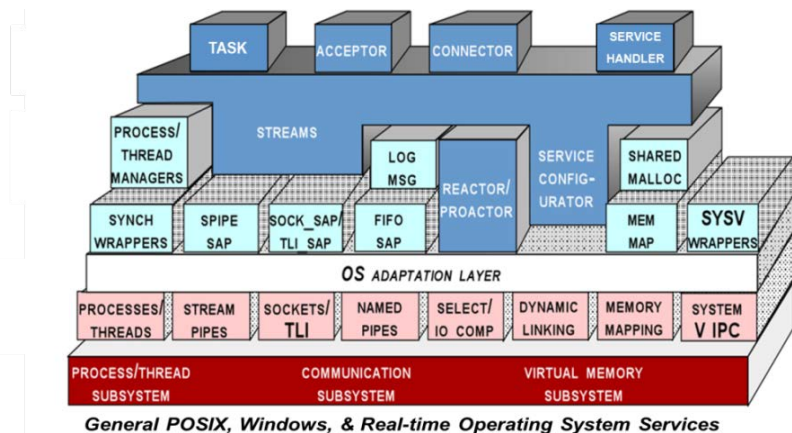 TASK
ACCEPTOR
CONNECTOR
SERVICE
HANDLER
PROCESS/
THREAD
MANAGERS
STREAMS
LOG
MSG
REACTOR/
PROACTOR
SERVICE
CONFIG-
URATOR
SHARED
MALLOC
SYNCH
WRAPPERS
SPIPE
SAP
SOCK_SAP/
TLI_SAP
FIFO
SAP
MEM
MAP
SYSV
WRAPPERS
OS ADAPTATION LAYER
PROCESSES/
THREADS
STREAM
PIPES
SOCKETS/
TLI
NAMED
PIPES
SELECT/
IO COMP
DYNAMIC
LINKING
MEMORY
MAPPING
SYSTEM
V IPC
PROCESS/THREAD
SUBSYSTEM
COMMUNICATION
SUBSYSTEM
VIRTUAL MEMORY
SUBSYSTEM
General POSIX, Windows, & Real-time Operating System Services